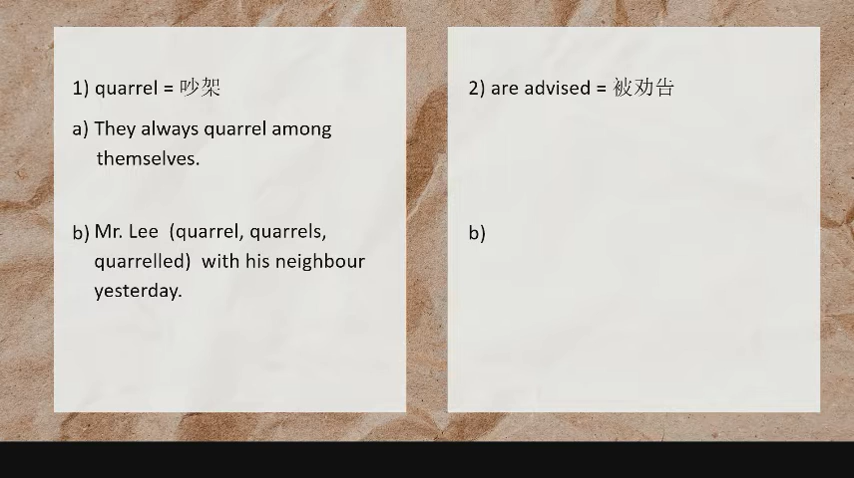 1) quarrel = 吵架
a) They always quarrel among
themselves.
b) Mr. Lee (quarrel, quarrels,
quarrelled) with his neighbour
yesterday.
2) are advised = 被劝告
b)